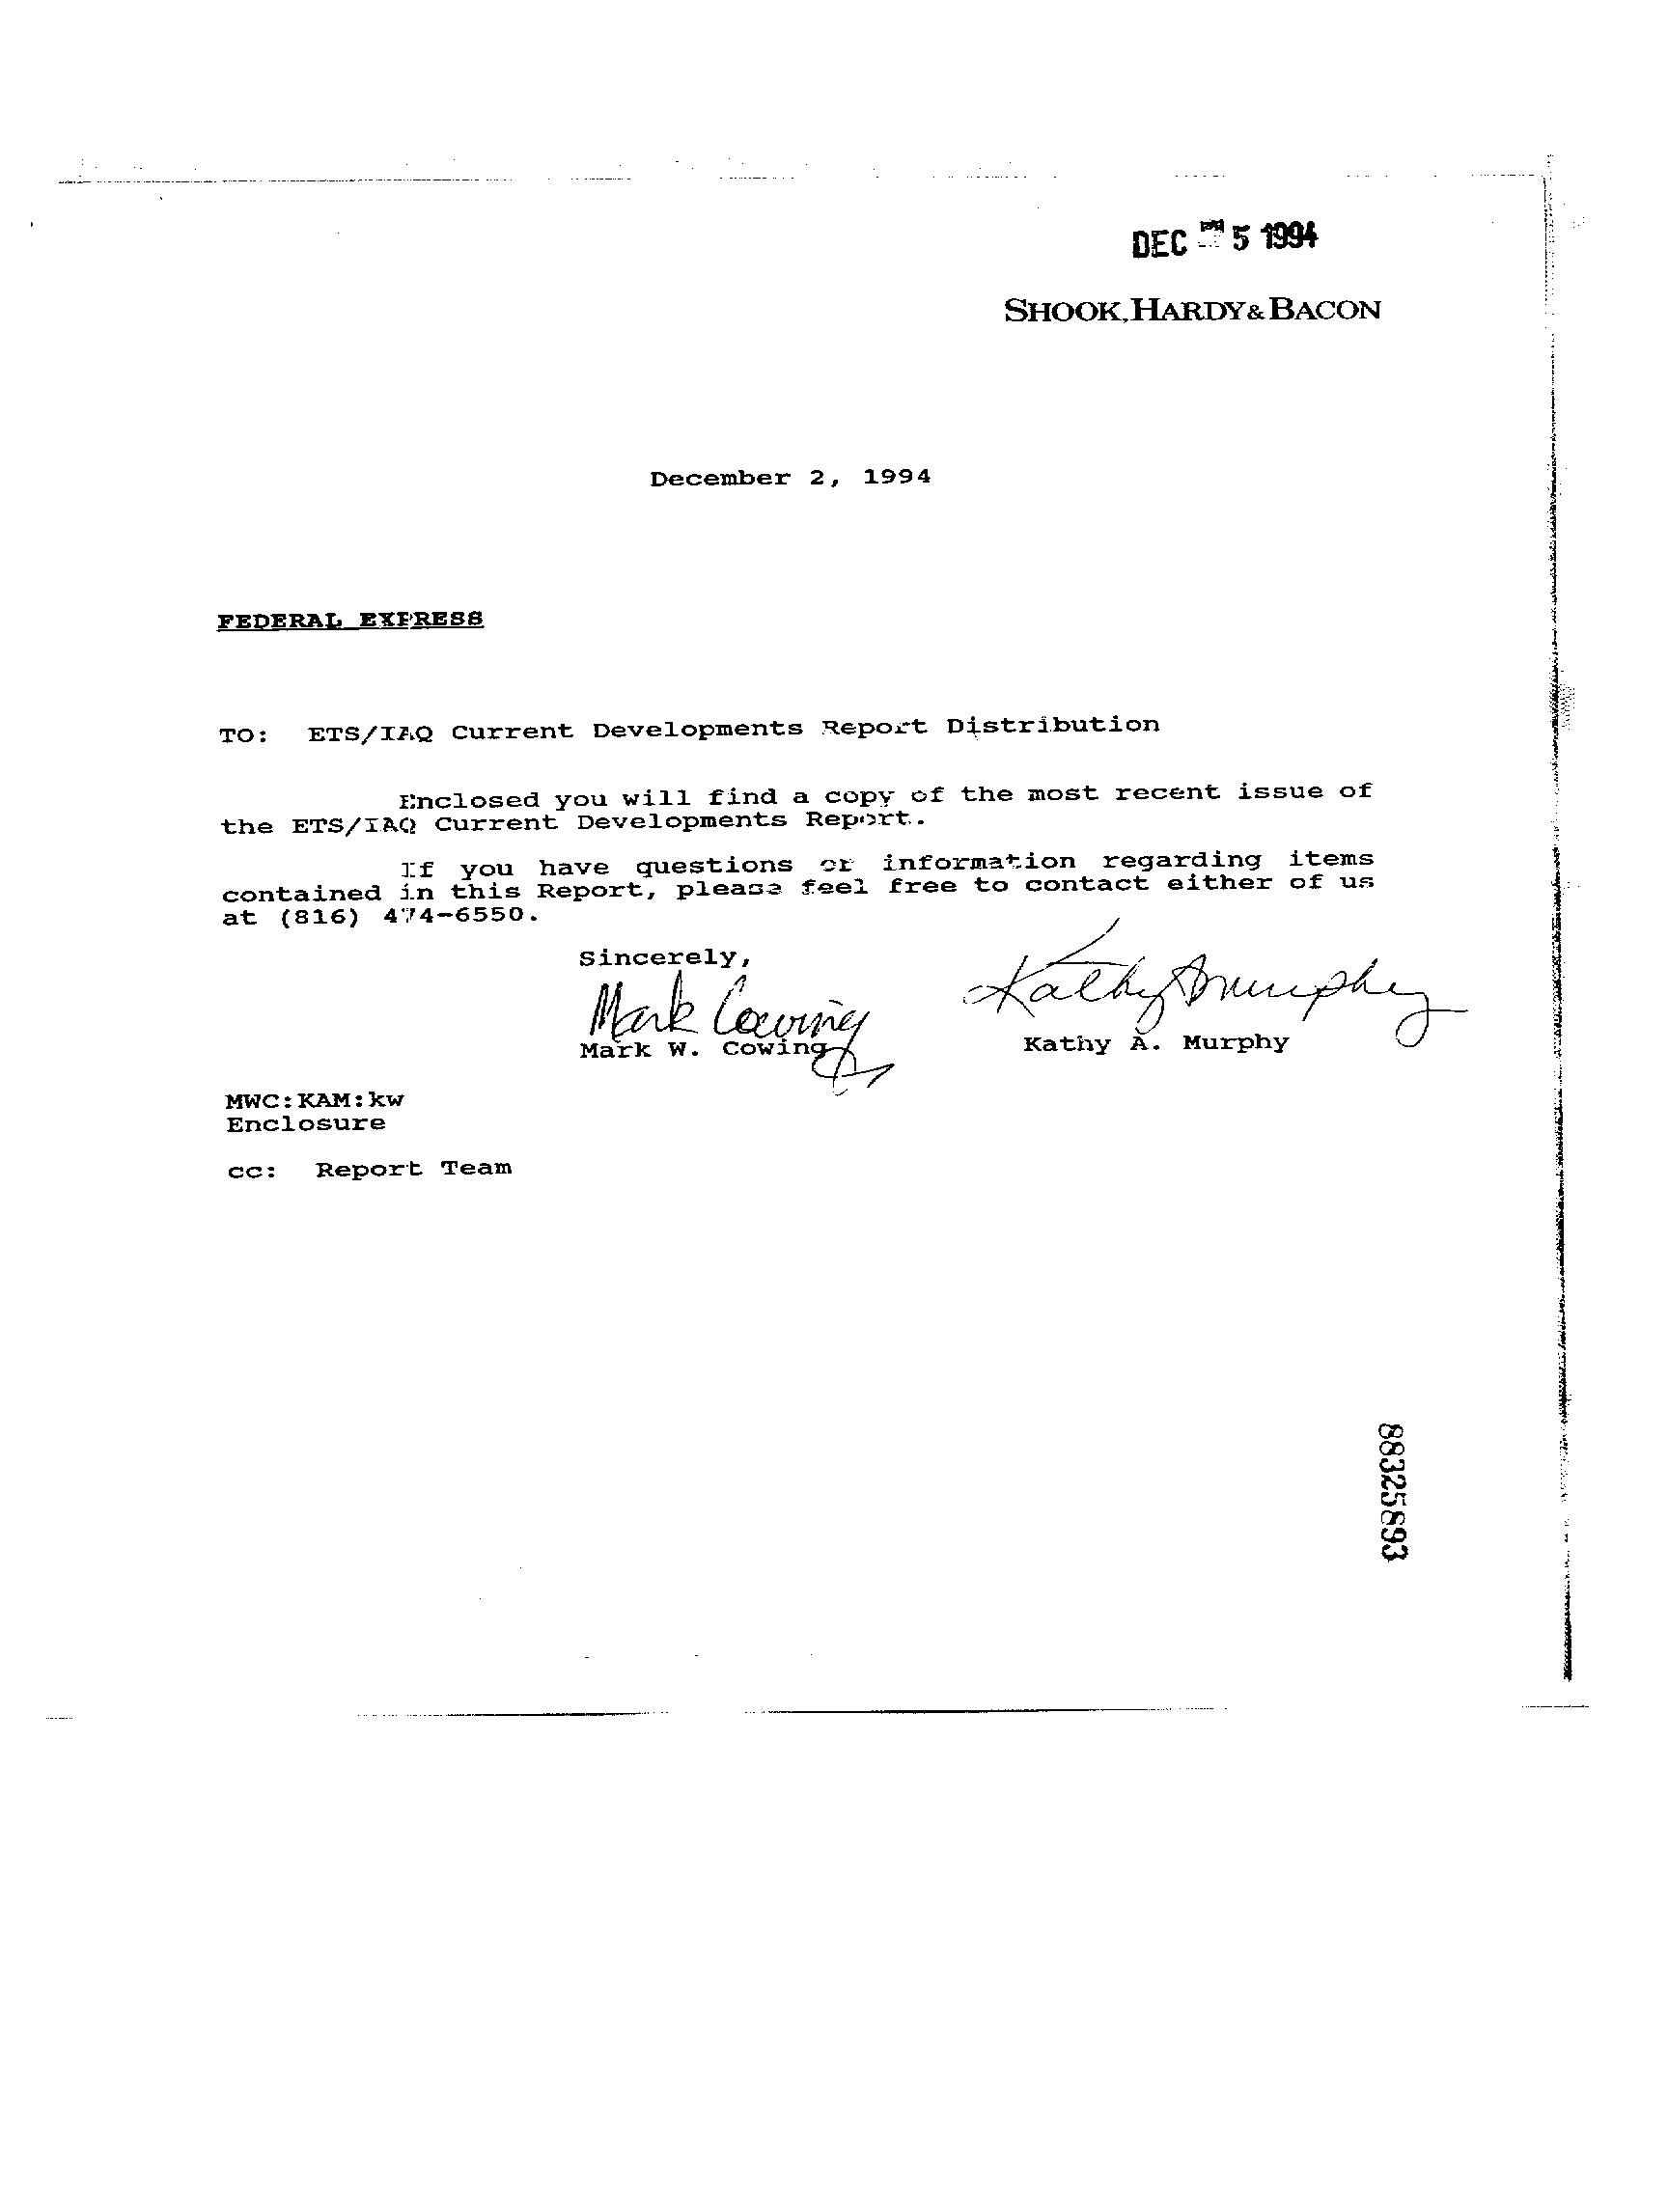 DEC 5 1994
SHOOK, HARDY & BACON
December 2, 1994
FEDERAL EXPRESS
TO: ETS/IAQ Current Developments Report Distribution
Enclosed you will find a copy of the most recent issue of
the ETS/IAQ Current Developments Report.
If you have questions or information regarding items
contained in this Report, please feel free to contact either of us
at (816) 474-6550.
Sincerely,
Mark Cowing Kathy A Murphy
Mark W. Cowing Kathy A. Murphy
MWC:KAM:kw
Enclosure
cc: Report Team
88325893